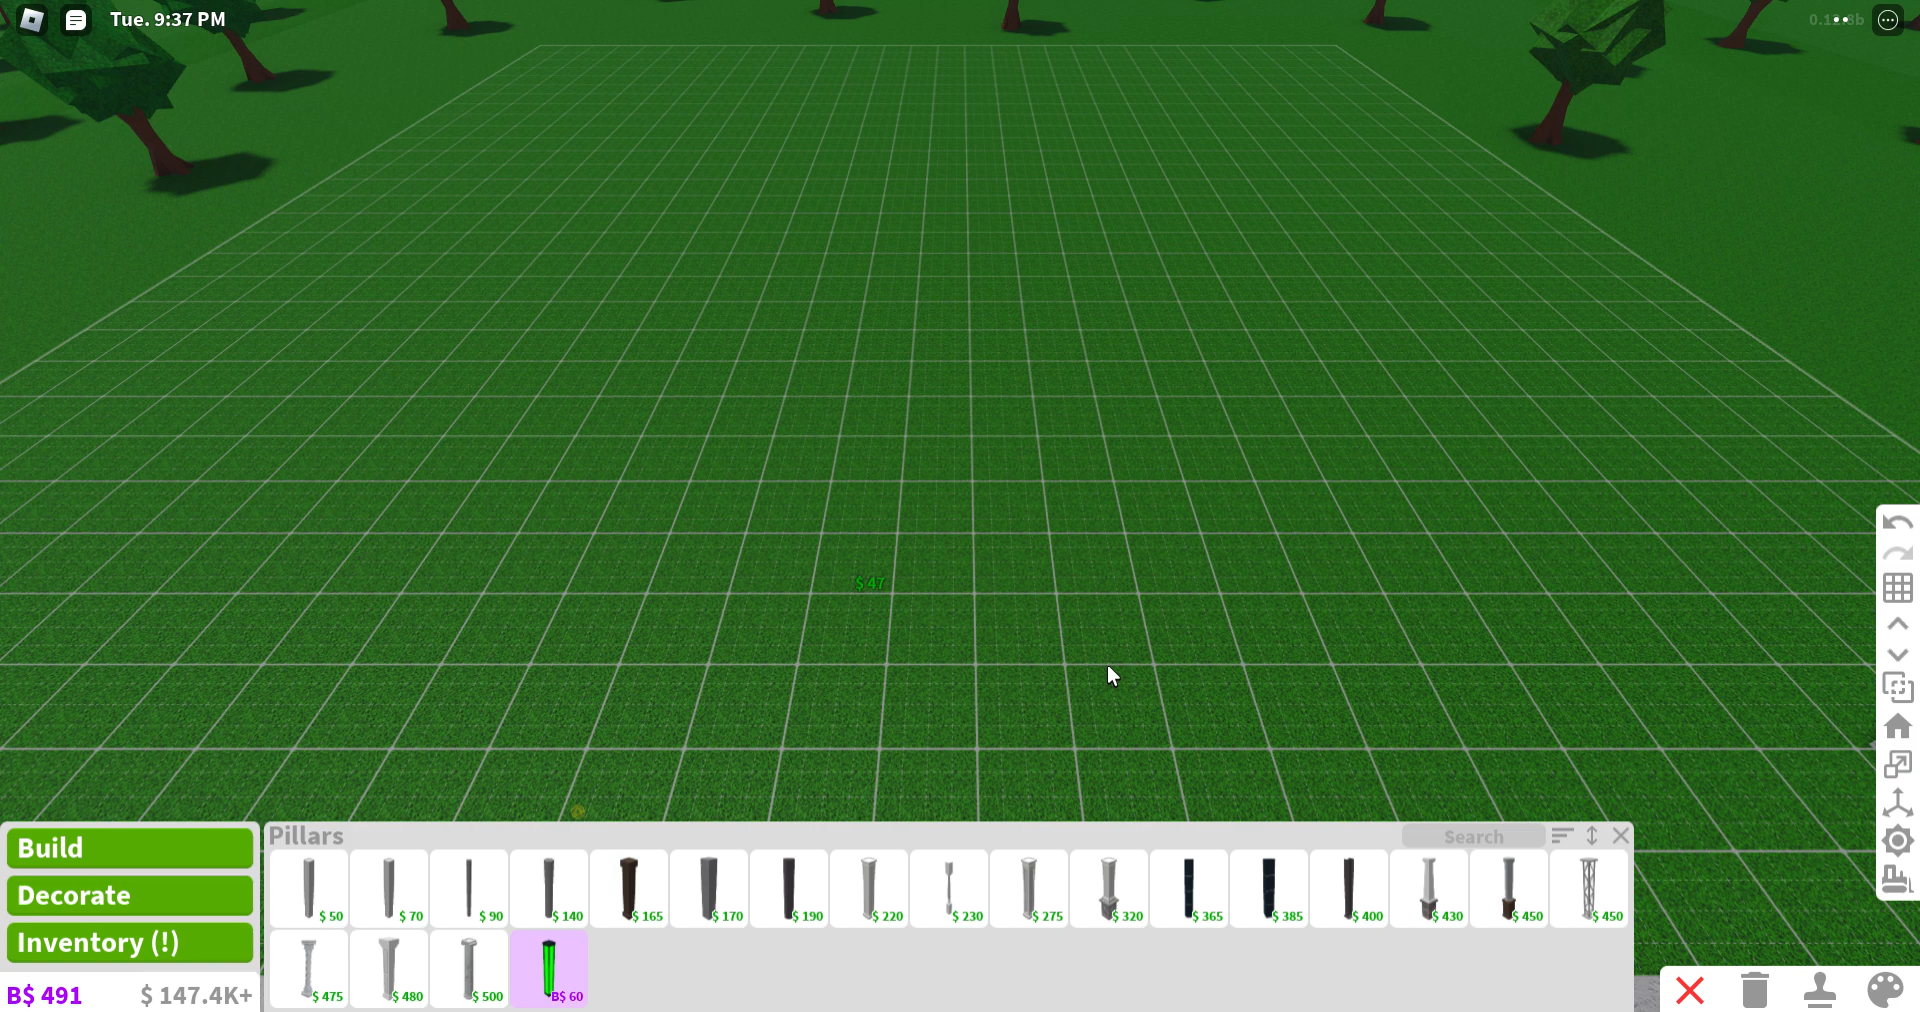 Tue. 9:37 PM
$ 47
Pillars
Search
Build
Decorate
Inventory (!)
B$ 491
$ 147.4K+
$ 50
$ 70
$ 90
$ 140
$ 165
$ 170
$ 190
$ 220
$ 230
$ 275
$ 320
$ 365
$ 385
$ 400
$ 430
$ 450
$ 450
$ 475
$ 480
$ 500
B$ 60